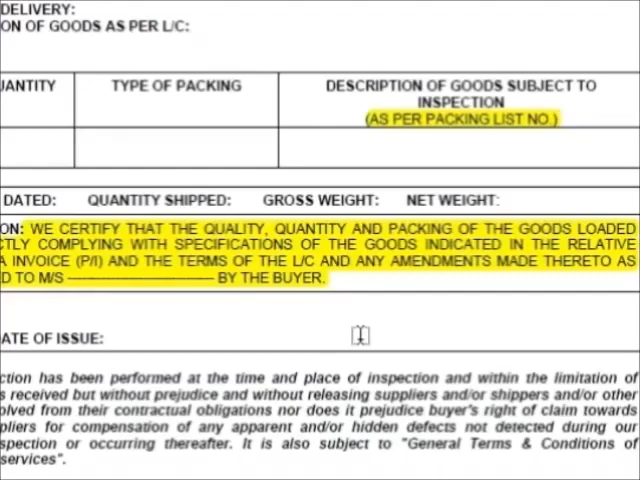 DELIVERY:
ON OF GOODS AS PER L/C:
UANTITY
TYPE OF PACKING
DESCRIPTION OF GOODS SUBJECT TO
INSPECTION
(AS PER PACKING LIST NO.)
DATED: QUANTITY SHIPPED: GROSS WEIGHT: NET WEIGHT:
ON: WE CERTIFY THAT THE QUALITY, QUANTITY AND PACKING OF THE GOODS LOADED
CTLY COMPLYING WITH SPECIFICATIONS OF THE GOODS INDICATED IN THE RELATIVE
A INVOICE (P/I) AND THE TERMS OF THE L/C AND ANY AMENDMENTS MADE THERETO AS
D TO M/S ------------------------------ BY THE BUYER.
ATE OF ISSUE:
ction has been performed at the time and place of inspection and within the limitation of
s received but without prejudice and without releasing suppliers and/or shippers and/or other
olved from their contractual obligations nor does it prejudice buyer's right of claim towards
pliers for compensation of any apparent and/or hidden defects not detected during our
spection or occurring thereafter. It is also subject to "General Terms & Conditions of
services".